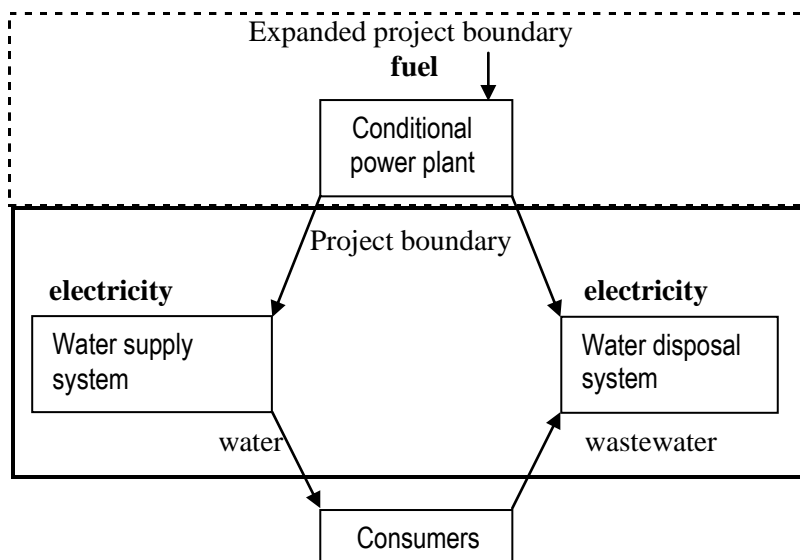 Expanded project boundary
fuel
Conditional
power plant
Project boundary
electricity
electricity
Water supply
system
Water disposal
system
water
wastewater
Consumers